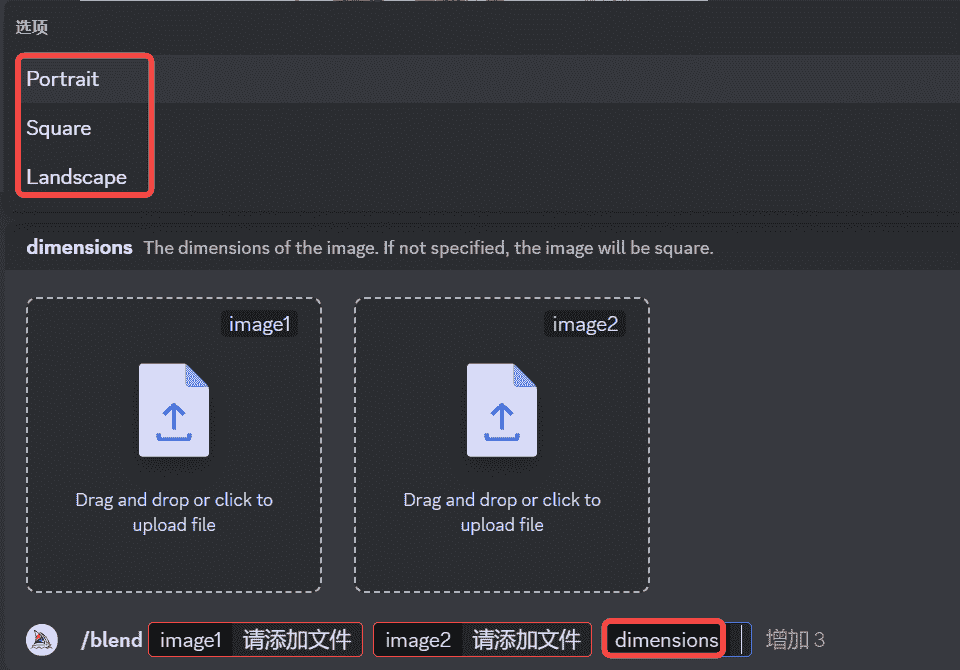 选项
Portrait
Square
Landscape
dimensions The dimensions of the image. If not specified, the image will be square.
image1
image2
Drag and drop or click to
upload file
Drag and drop or click to
upload file
/blend image1 请添加文件 image2 请添加文件 dimensions 增加 3